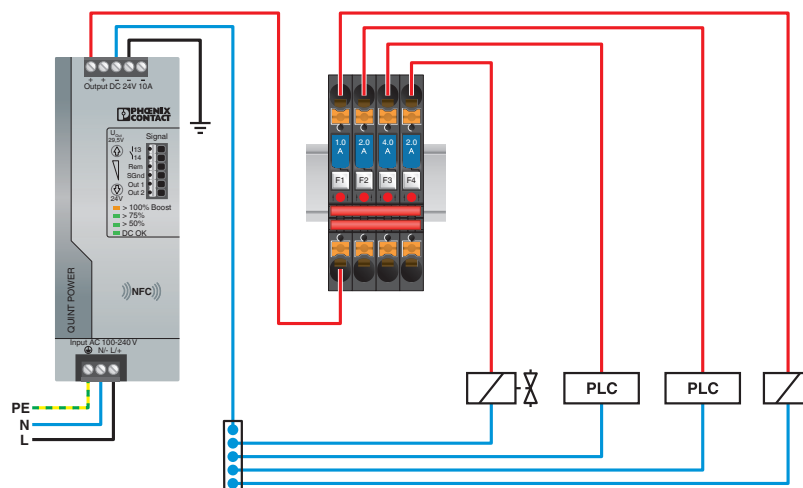 + + − − −
Output DC 24V 10A
PHŒNIX
CONTACT
UOut
29,5V
Signal
13
14
Rem
SGnd
Out 1
Out 2
24V
> 100% Boost
> 75%
> 50%
DC OK
QUINT POWER
NFC
Input AC 100-240 V
N/- L/+
PE
N
L
1.0 A
2.0 A
4.0 A
2.0 A
F1 F2 F3 F4
PLC PLC